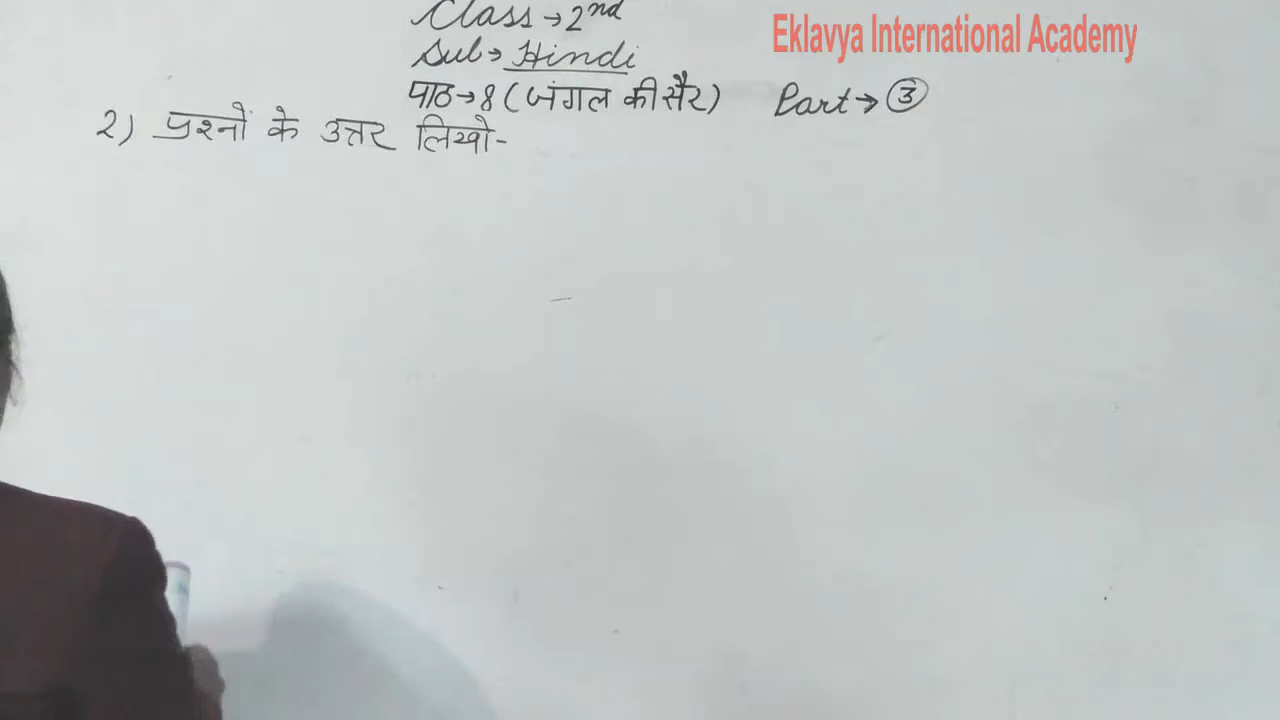 Class → 2nd
Eklavya International Academy
Sub → Hindi
पाठ → 8 (जंगल की सैर) Part → 3
2) प्रश्नों के उत्तर लिखो-